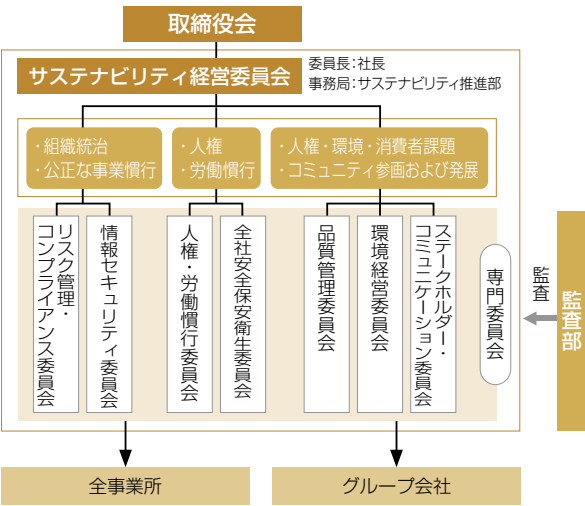 取締役会
サステナビリティ経営委員会
委員長：社長
事務局：サステナビリティ推進部
・組織統治
・公正な事業慣行
・人権
・労働慣行
・人権・環境・消費者課題
・コミュニティ参画および発展
リスク管理・
コンプライアンス委員会
情報セキュリティ委員会
人権・労働慣行委員会
全社安全保安衛生委員会
品質管理委員会
環境経営委員会
ステークホルダー・
コミュニケーション委員会
専門委員会
監査
監査部
全事業所
グループ会社